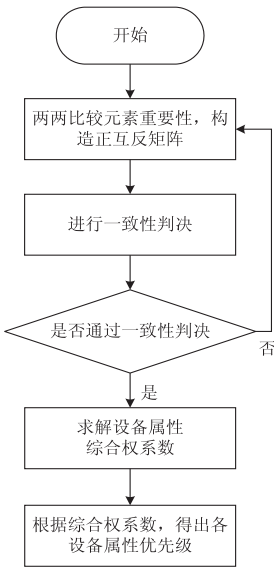 开始
两两比较元素重要性，构
造正互反矩阵
进行一致性判决
是否通过一致性判决
否
是
求解设备属性
综合权系数
根据综合权系数，得出各
设备属性优先级